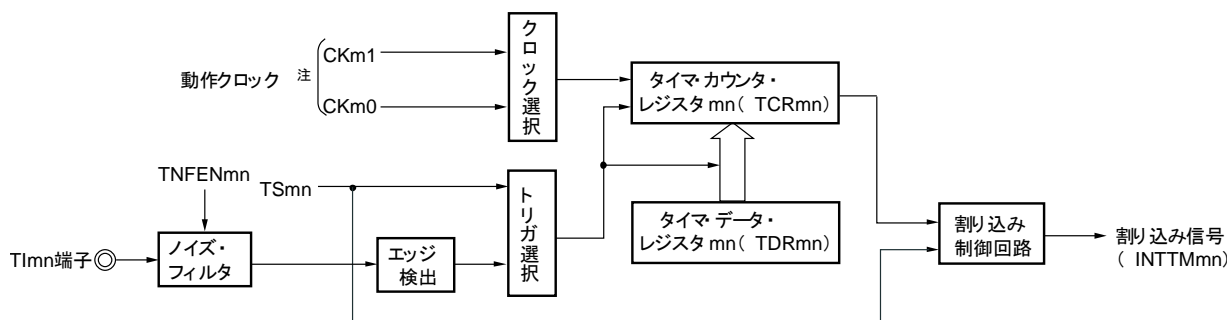 動作クロック
注
CKm1
CKm0
クロック選択
タイマ・カウンタ・
レジスタmn( TCRmn)
TNFENmn
TSmn
トリガ選択
タイマ・データ・
レジスタmn( TDRmn)
TImn端子
ノイズ・
フィルタ
エッジ
検出
割り込み
制御回路
割り込み信号
( INTTMmn)